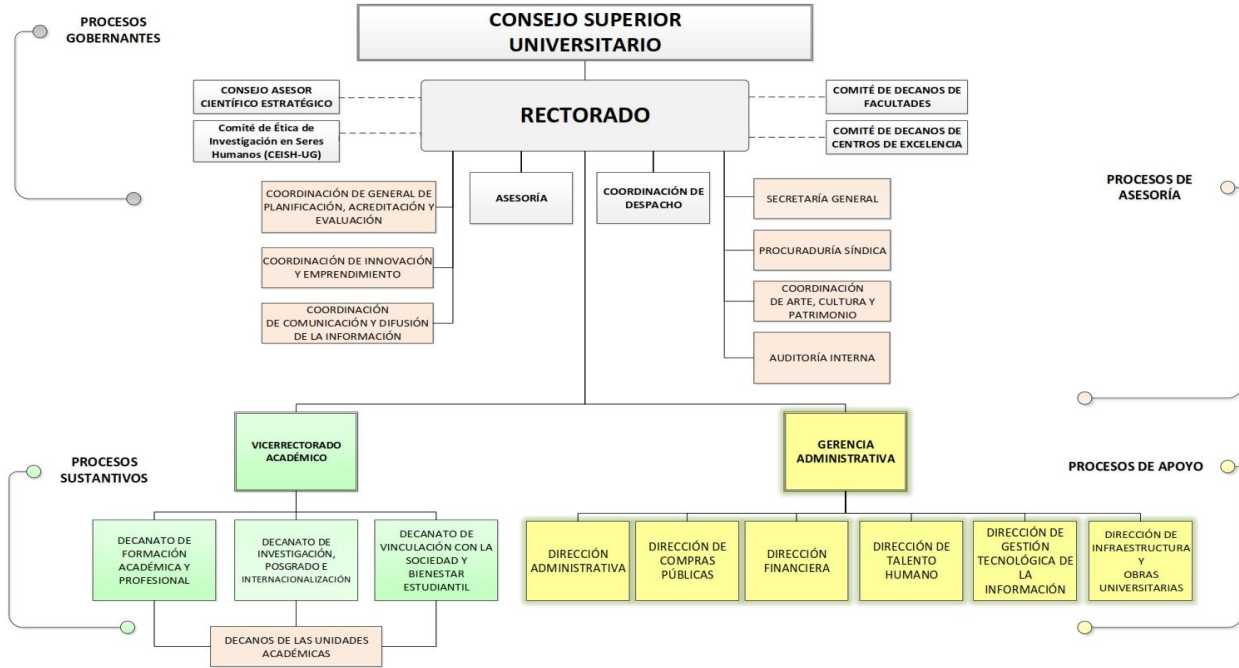 PROCESOS
GOBERNANTES
CONSEJO SUPERIOR
UNIVERSITARIO
CONSEJO ASESOR
CIENTÍFICO ESTRATÉGICO
Comité de Ética de
Investigación en Seres
Humanos (CEISH-UG)
RECTORADO
COMITÉ DE DECANOS DE
FACULTADES
COMITÉ DE DECANOS DE
CENTROS DE EXCELENCIA
COORDINACIÓN DE GENERAL DE
PLANIFICACIÓN, ACREDITACIÓN Y
EVALUACIÓN
COORDINACIÓN DE INNOVACIÓN
Y EMPRENDIMIENTO
COORDINACIÓN
DE COMUNICACIÓN Y DIFUSIÓN
DE LA INFORMACIÓN
ASESORÍA
COORDINACIÓN DE
DESPACHO
SECRETARÍA GENERAL
PROCURADURÍA SÍNDICA
COORDINACIÓN
DE ARTE, CULTURA Y
PATRIMONIO
AUDITORÍA INTERNA
PROCESOS DE
ASESORÍA
PROCESOS
SUSTANTIVOS
VICERRECTORADO
ACADÉMICO
GERENCIA
ADMINISTRATIVA
PROCESOS DE APOYO
DECANATO DE
FORMACIÓN
ACADÉMICA Y
PROFESIONAL
DECANATO DE
INVESTIGACIÓN,
POSGRADO E
INTERNACIONALIZACIÓN
DECANATO DE
VINCULACIÓN CON LA
SOCIEDAD Y
BIENESTAR
ESTUDIANTIL
DECANOS DE LAS UNIDADES
ACADÉMICAS
DIRECCIÓN
ADMINISTRATIVA
DIRECCIÓN DE
COMPRAS
PÚBLICAS
DIRECCIÓN
FINANCIERA
DIRECCIÓN DE
TALENTO
HUMANO
DIRECCIÓN DE
GESTIÓN
TECNOLÓGICA DE
LA
INFORMACIÓN
DIRECCIÓN DE
INFRAESTRUCTURA
Y
OBRAS
UNIVERSITARIAS